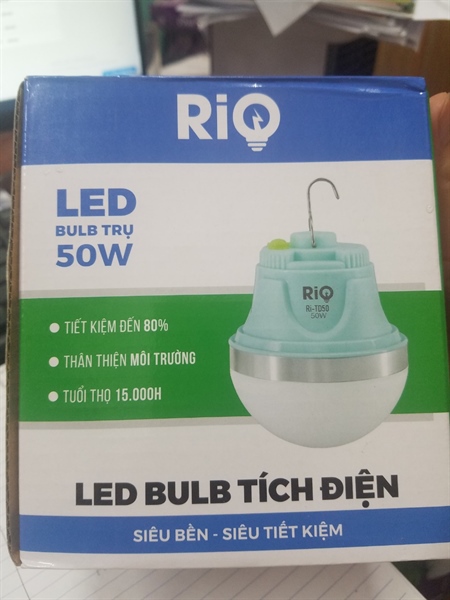 RiO
LED
BULB TRỤ
50W
• TIẾT KIỆM ĐẾN 80%
• THÂN THIỆN MÔI TRƯỜNG
• TUỔI THỌ 15.000H
RiO
Ri-TD50
50W
LED BULB TÍCH ĐIỆN
SIÊU BỀN - SIÊU TIẾT KIỆM